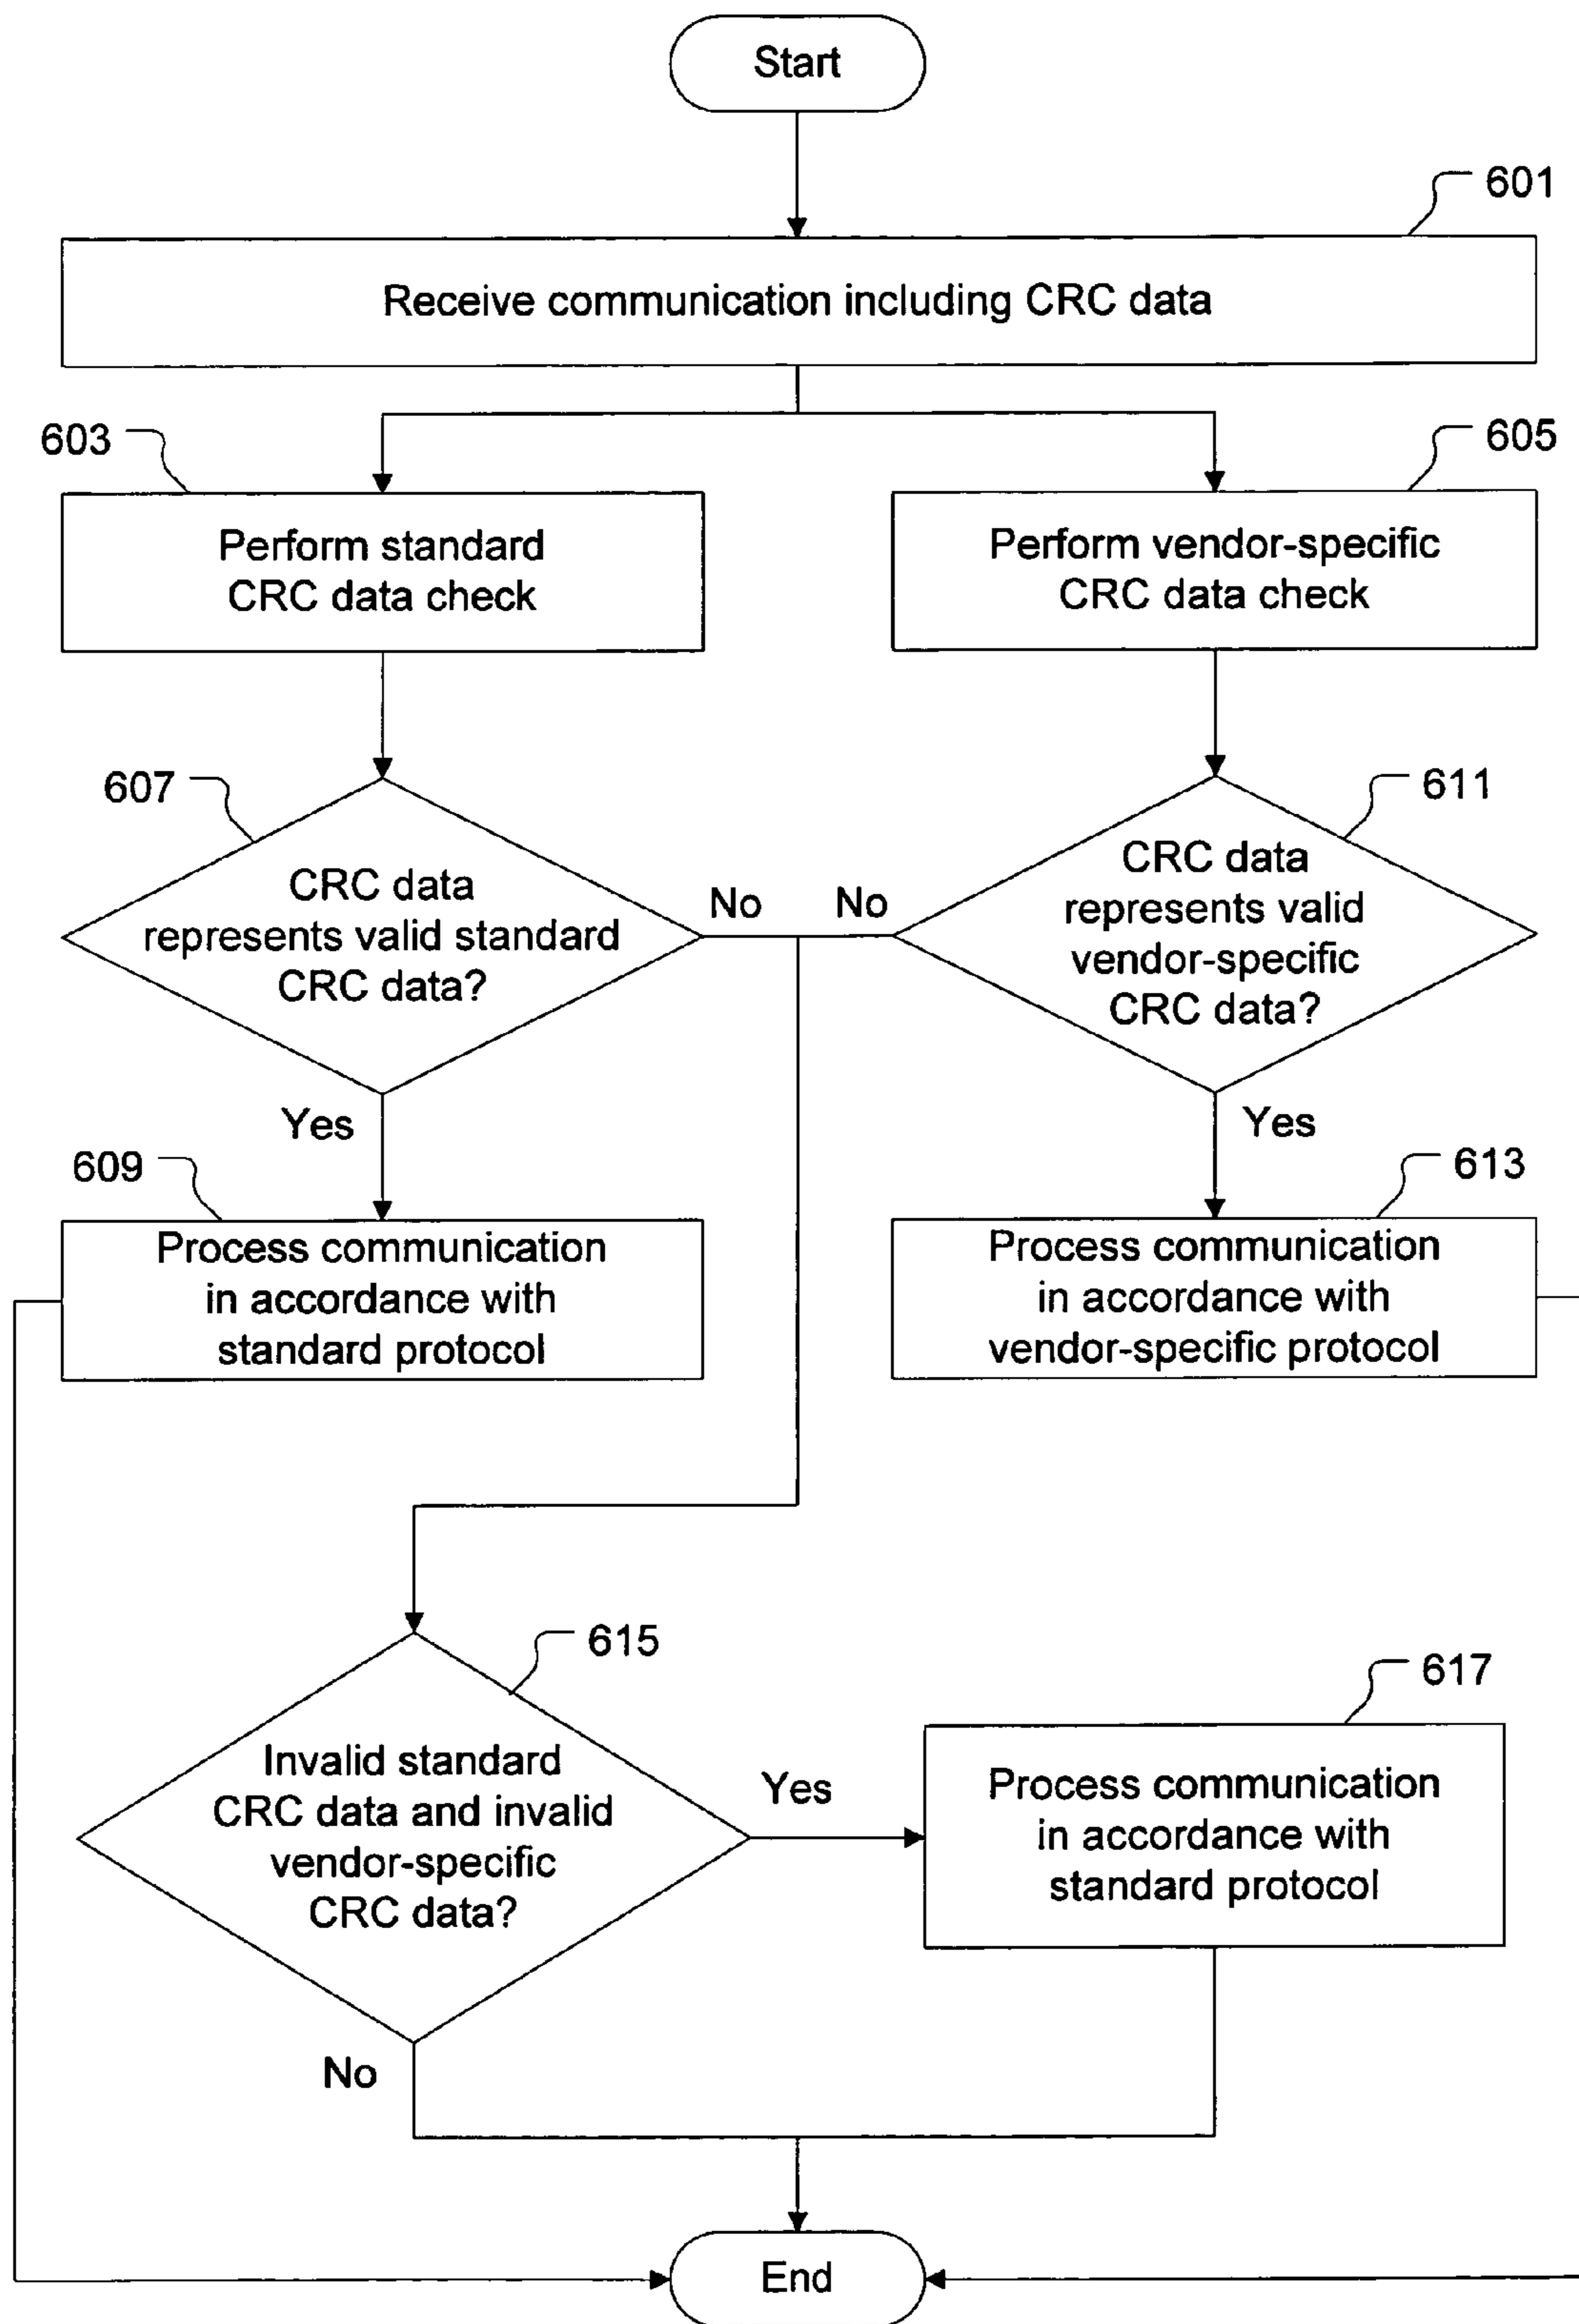 Start
601
Receive communication including CRC data
603
605
Perform standard
CRC data check
Perform vendor-specific
CRC data check
607
611
CRC data
represents valid standard
CRC data?
No
No
CRC data
represents valid
vendor-specific
CRC data?
Yes
Yes
609
613
Process communication
in accordance with
standard protocol
Process communication
in accordance with
vendor-specific protocol
615
617
Invalid standard
CRC data and invalid
vendor-specific
CRC data?
Yes
Process communication
in accordance with
standard protocol
No
End